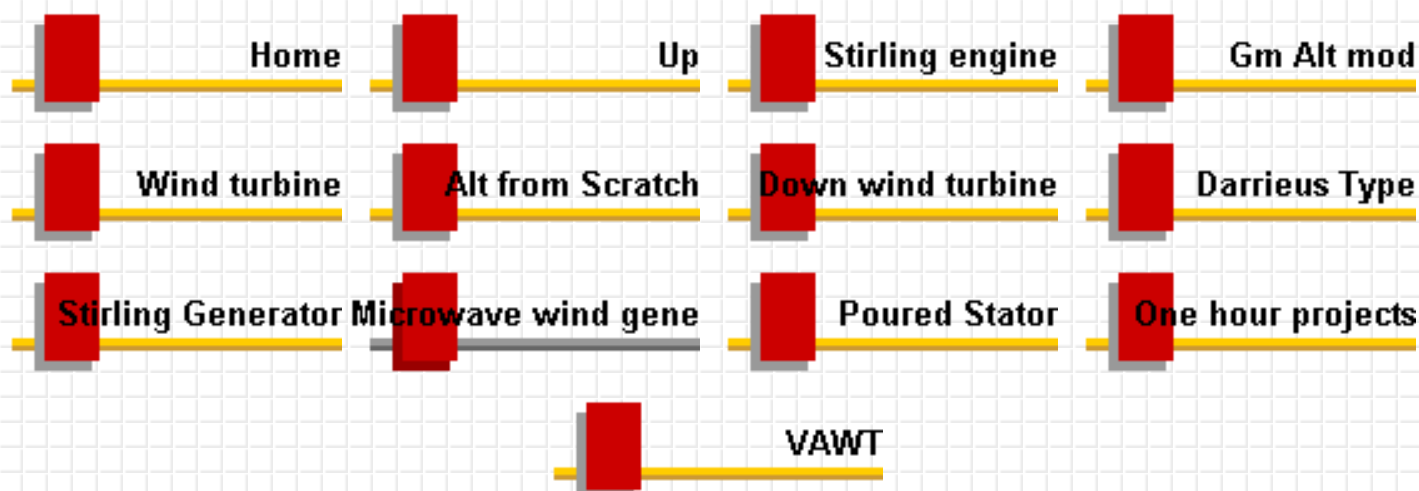 Home
Up
Stirling engine
Gm Alt mod
Wind turbine
Alt from Scratch
Down wind turbine
Darrieus Type
Stirling Generator
Microwave wind gene
Poured Stator
One hour projects
VAWT